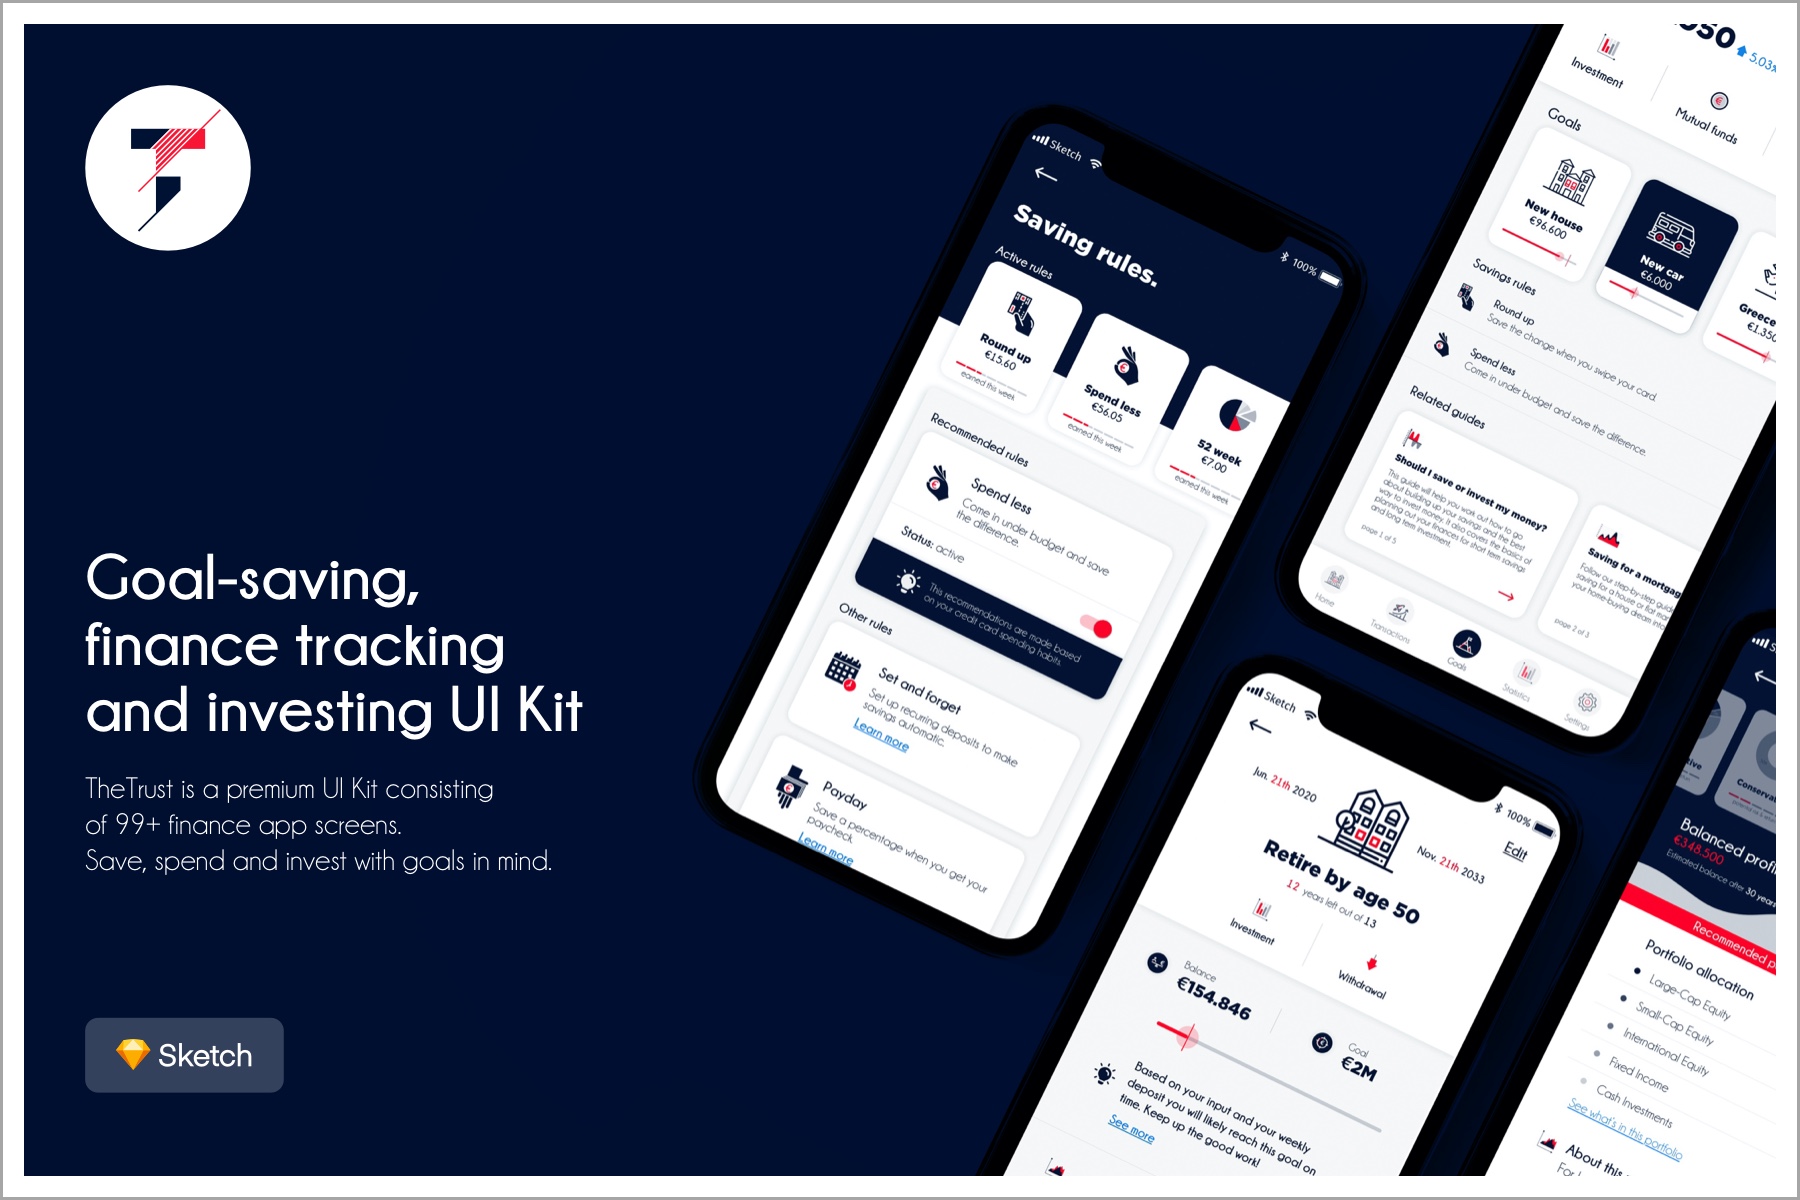 Goal-saving,
finance tracking
and investing UI Kit
TheTrust is a premium UI Kit consisting
of 99+ finance app screens.
Save, spend and invest with goals in mind.
Sketch
Sketch
100%
Saving rules.
Active rules
Round up
€15.60
earned this week
Spend less
€56.05
earned this week
52 week
€7.00
earned this week
Recommended rules
Spend less
Come in under budget and save
the difference.
Status: active
This recommendations are made based
on your credit card spending habits.
Other rules
Set and forget
Set up recurring deposits to make
savings automatic.
Learn more
Payday
Save a percentage when you get your
paycheck
Learn more
5.03%
Investment
Mutual funds
Goals
New house
€96.600
New car
€6.000
Greece
€1.350
Savings rules
Round up
Save the change when you swipe your card.
Spend less
Come in under budget and save the difference.
Related guides
Should I save or invest my money?
This guide will help you work out how to go
about building up your savings and the best
way to invest money. It also covers the basics of
planning out your finances for short term savings
and long term investment.
page 1 of 5
Saving for a mortgag
Follow our step-by-step guid
saving for a house or flat
your home-buying dream into
page 2 of 3
Home
Transactions
Goals
Statistics
Settings
Sketch
100%
Edit
Jun. 21th 2020
Nov. 21th 2033
Retire by age 50
12 years left out of 13
Investment
Withdrawal
Balance
€154.846
Goal
€2M
Based on your input and your weekly
deposit you will likely reach this goal on
time. Keep up the good work!
See more
Conservat
Balanced profi
€348.500
Estimated balance after 30 years
Recommended p
Portfolio allocation
Large-Cap Equity
Small-Cap Equity
International Equity
Fixed Income
Cash Investments
See what's in this portfolio
About this